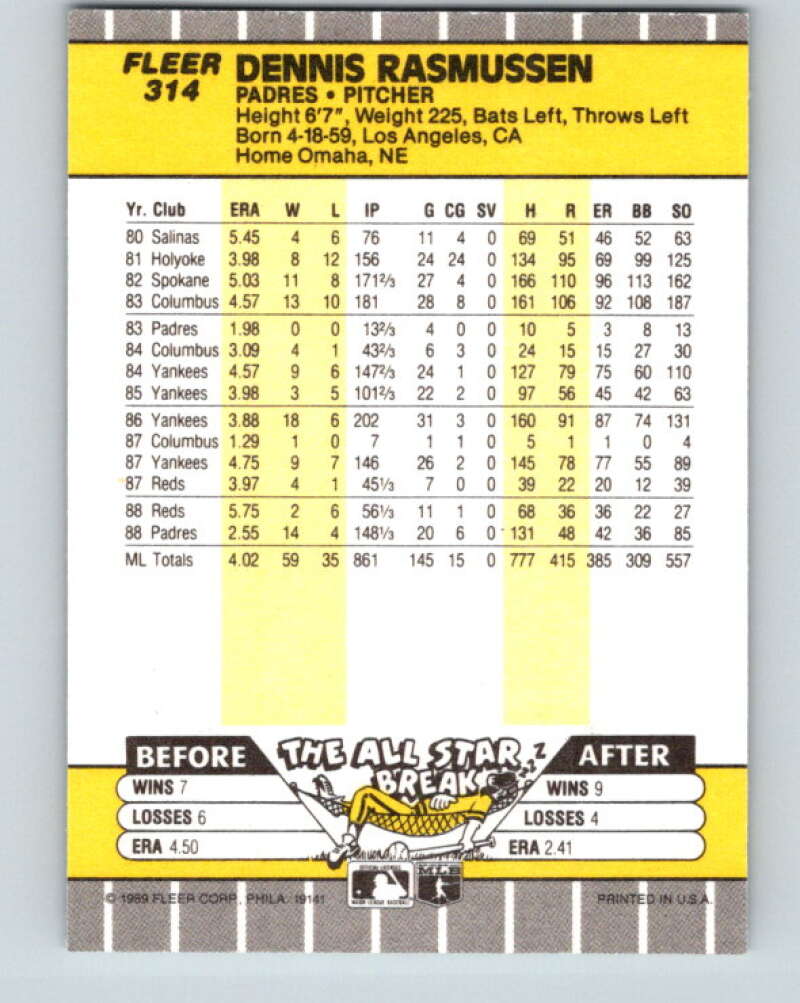 FLEER
314
DENNIS RASMUSSEN
PADRES • PITCHER
Height 6'7", Weight 225, Bats Left, Throws Left
Born 4-18-59, Los Angeles, CA
Home Omaha, NE
Yr. Club ERA W L IP G CG SV H R ER BB SO
80 Salinas 5.45 4 6 76 11 4 0 69 51 46 52 63
81 Holyoke 3.98 8 12 156 24 24 0 134 95 69 99 125
82 Spokane 5.03 11 8 171⅔ 27 4 0 166 110 96 113 162
83 Columbus 4.57 13 10 181 28 8 0 161 106 92 108 187
83 Padres 1.98 0 0 13⅔ 4 0 0 10 5 3 8 13
84 Columbus 3.09 4 1 43⅔ 6 3 0 24 15 15 27 30
84 Yankees 4.57 9 6 147⅔ 24 1 0 127 79 75 60 110
85 Yankees 3.98 3 5 101⅔ 22 2 0 97 56 45 42 63
86 Yankees 3.88 18 6 202 31 3 0 160 91 87 74 131
87 Columbus 1.29 1 0 7 1 1 0 5 1 1 0 4
87 Yankees 4.75 9 7 146 26 2 0 145 78 77 55 89
87 Reds 3.97 4 1 45⅓ 7 0 0 39 22 20 12 39
88 Reds 5.75 2 6 56⅓ 11 1 0 68 36 36 22 27
88 Padres 2.55 14 4 148⅓ 20 6 0 131 48 42 36 85
ML Totals 4.02 59 35 861 145 15 0 777 415 385 309 557
BEFORE THE ALL STAR BREAK ZZZZ AFTER
WINS 7 WINS 9
LOSSES 6 LOSSES 4
ERA 4.50 ERA 2.41
MLB
MAJOR LEAGUE BASEBALL
© 1989 FLEER CORP., PHILA. 19141 PRINTED IN U.S.A.